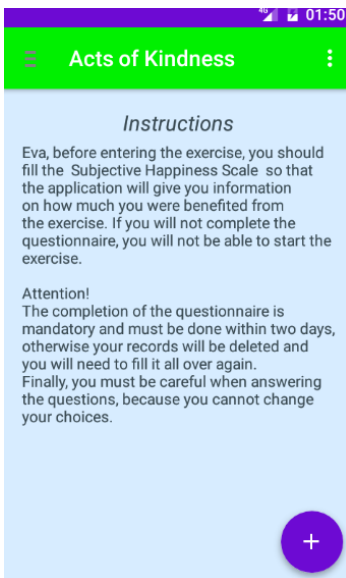 4G 01:50
Acts of Kindness
Instructions
Eva, before entering the exercise, you should
fill the Subjective Happiness Scale so that
the application will give you information
on how much you were benefited from
the exercise. If you will not complete the
questionnaire, you will not be able to start the
exercise.
Attention!
The completion of the questionnaire is
mandatory and must be done within two days,
otherwise your records will be deleted and
you will need to fill it all over again.
Finally, you must be careful when answering
the questions, because you cannot change
your choices.
+